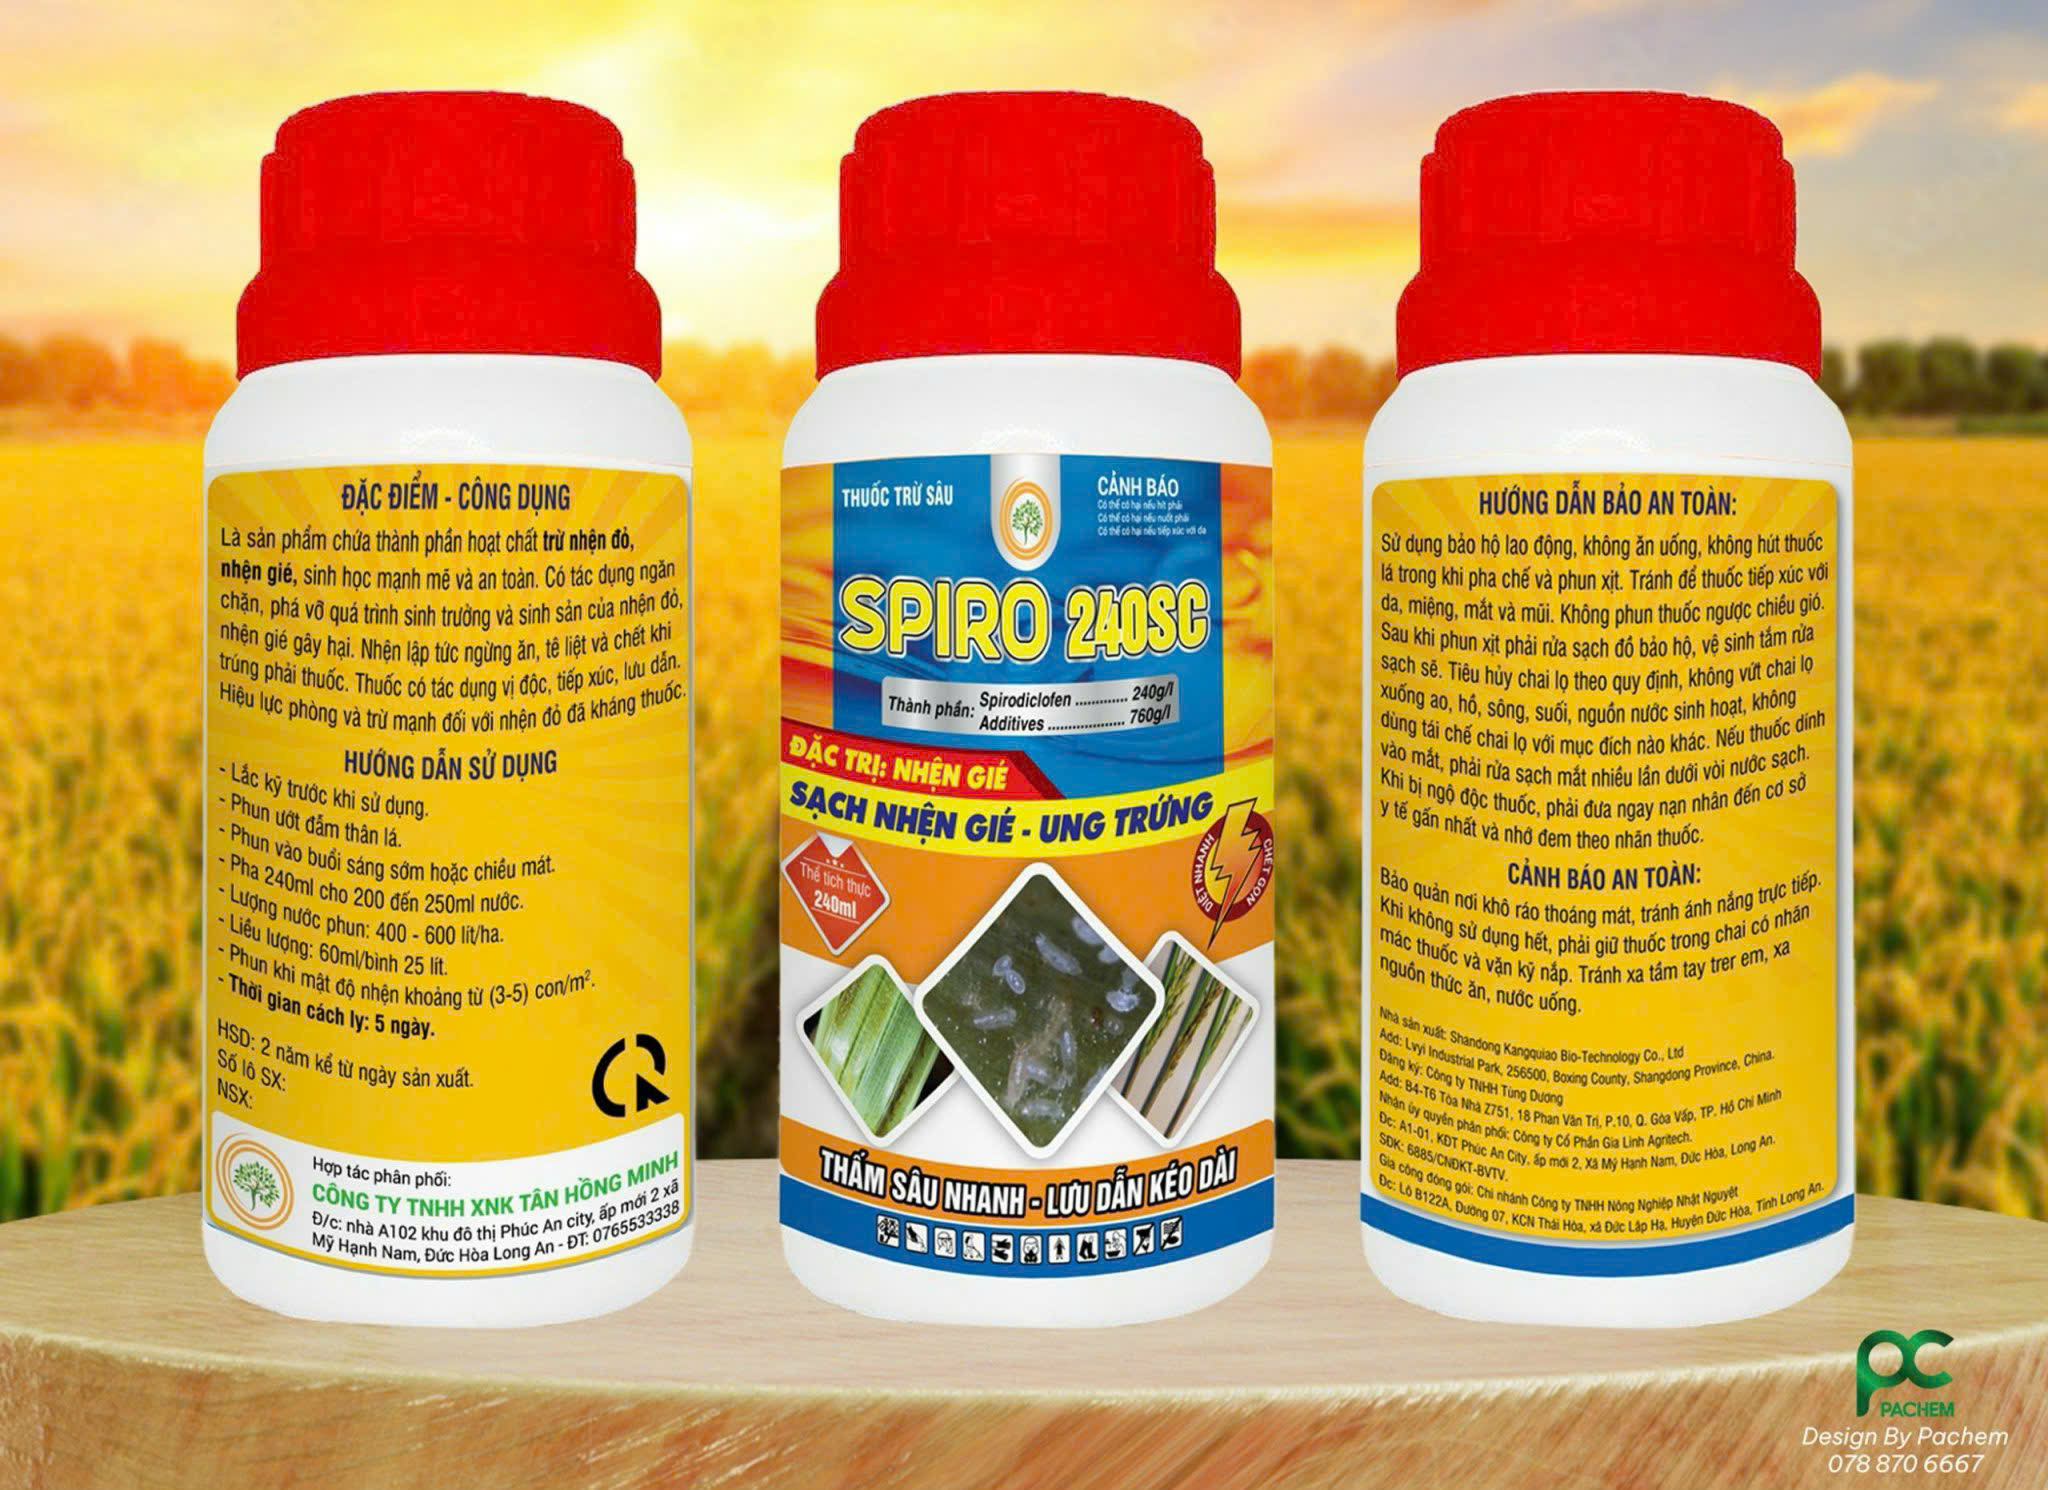 ĐẶC ĐIỂM - CÔNG DỤNG
Là sản phẩm chứa thành phần hoạt chất trừ nhện đỏ,
nhện gié, sinh học mạnh mẽ và an toàn. Có tác dụng ngăn
chặn, phá vỡ quá trình sinh trưởng và sinh sản của nhện đỏ,
nhện gié gây hại. Nhện lập tức ngừng ăn, tê liệt và chết khi
trúng phải thuốc. Thuốc có tác dụng vị độc, tiếp xúc, lưu dẫn.
Hiệu lực phòng và trừ mạnh đối với nhện đỏ đã kháng thuốc.
HƯỚNG DẪN SỬ DỤNG
- Lắc kỹ trước khi sử dụng.
- Phun ướt đẫm thân lá.
- Phun vào buổi sáng sớm hoặc chiều mát.
- Pha 240ml cho 200 đến 250ml nước.
- Lượng nước phun: 400 - 600 lít/ha.
- Liều lượng: 60ml/bình 25 lít.
- Phun khi mật độ nhện khoảng từ (3-5) con/m².
- Thời gian cách ly: 5 ngày.
HSD: 2 năm kể từ ngày sản xuất.
Số lô SX:
NSX:
Hợp tác phân phối:
CÔNG TY TNHH XNK TÂN HỒNG MINH
Đ/c: nhà A102 khu đô thị Phúc An city, ấp mới 2 xã
Mỹ Hạnh Nam, Đức Hòa Long An - ĐT: 0765533338
THUỐC TRỪ SÂU
CẢNH BÁO
Có thể có hại nếu hít phải
Có thể có hại nếu nuốt phải
Có thể có hại nếu tiếp xúc với da
SPIRO 240SC
Thành phần: Spirodiclofen ............. 240g/l
Additives ................... 760g/l
ĐẶC TRỊ: NHỆN GIÉ
SẠCH NHỆN GIÉ - UNG TRỨNG
Thể tích thực
240ml
DIỆT NHANH
CHẾT GỌN
THẤM SÂU NHANH - LƯU DẪN KÉO DÀI
HƯỚNG DẪN BẢO AN TOÀN:
Sử dụng bảo hộ lao động, không ăn uống, không hút thuốc
lá trong khi pha chế và phun xịt. Tránh để thuốc tiếp xúc với
da, miệng, mắt và mũi. Không phun thuốc ngược chiều gió.
Sau khi phun xịt phải rửa sạch đồ bảo hộ, vệ sinh tắm rửa
sạch sẽ. Tiêu hủy chai lọ theo quy định, không vứt chai lọ
xuống ao, hồ, sông, suối, nguồn nước sinh hoạt, không
dùng tái chế chai lọ với mục đích nào khác. Nếu thuốc dính
vào mắt, phải rửa sạch mắt nhiều lần dưới vòi nước sạch.
Khi bị ngộ độc thuốc, phải đưa ngay nạn nhân đến cơ sở
y tế gần nhất và nhớ đem theo nhãn thuốc.
CẢNH BÁO AN TOÀN:
Bảo quản nơi khô ráo thoáng mát, tránh ánh nắng trực tiếp.
Khi không sử dụng hết, phải giữ thuốc trong chai có nhãn
mác thuốc và vặn kỹ nắp. Tránh xa tầm tay trer em, xa
nguồn thức ăn, nước uống.
Nhà sản xuất: Shandong Kangquiao Bio-Technology Co., Ltd
Add: Lvyi Industrial Park, 256500, Boxing County, Shangdong Province, China.
Đăng ký: Công ty TNHH Tùng Dương
Add: B4-T6 Tòa Nhà Z751, 18 Phan Văn Trị, P.10, Q. Gòa Vấp, TP. Hồ Chí Minh
Nhận ủy quyền phân phối: Công ty Cổ Phần Gia Linh Agritech.
Đc: A1-01, KĐT Phúc An City, ấp mới 2, Xã Mỹ Hạnh Nam, Đức Hòa, Long An.
SĐK: 6885/CNĐKT-BVTV.
Gia công đóng gói: Chi nhánh Công ty TNHH Nông Nghiệp Nhật Nguyệt
Đc: Lô B122A, Đường 07, KCN Thái Hòa, xã Đức Lập Hạ, Huyện Đức Hòa, Tỉnh Long An.
PC
PACHEM
Design By Pachem
078 870 6667